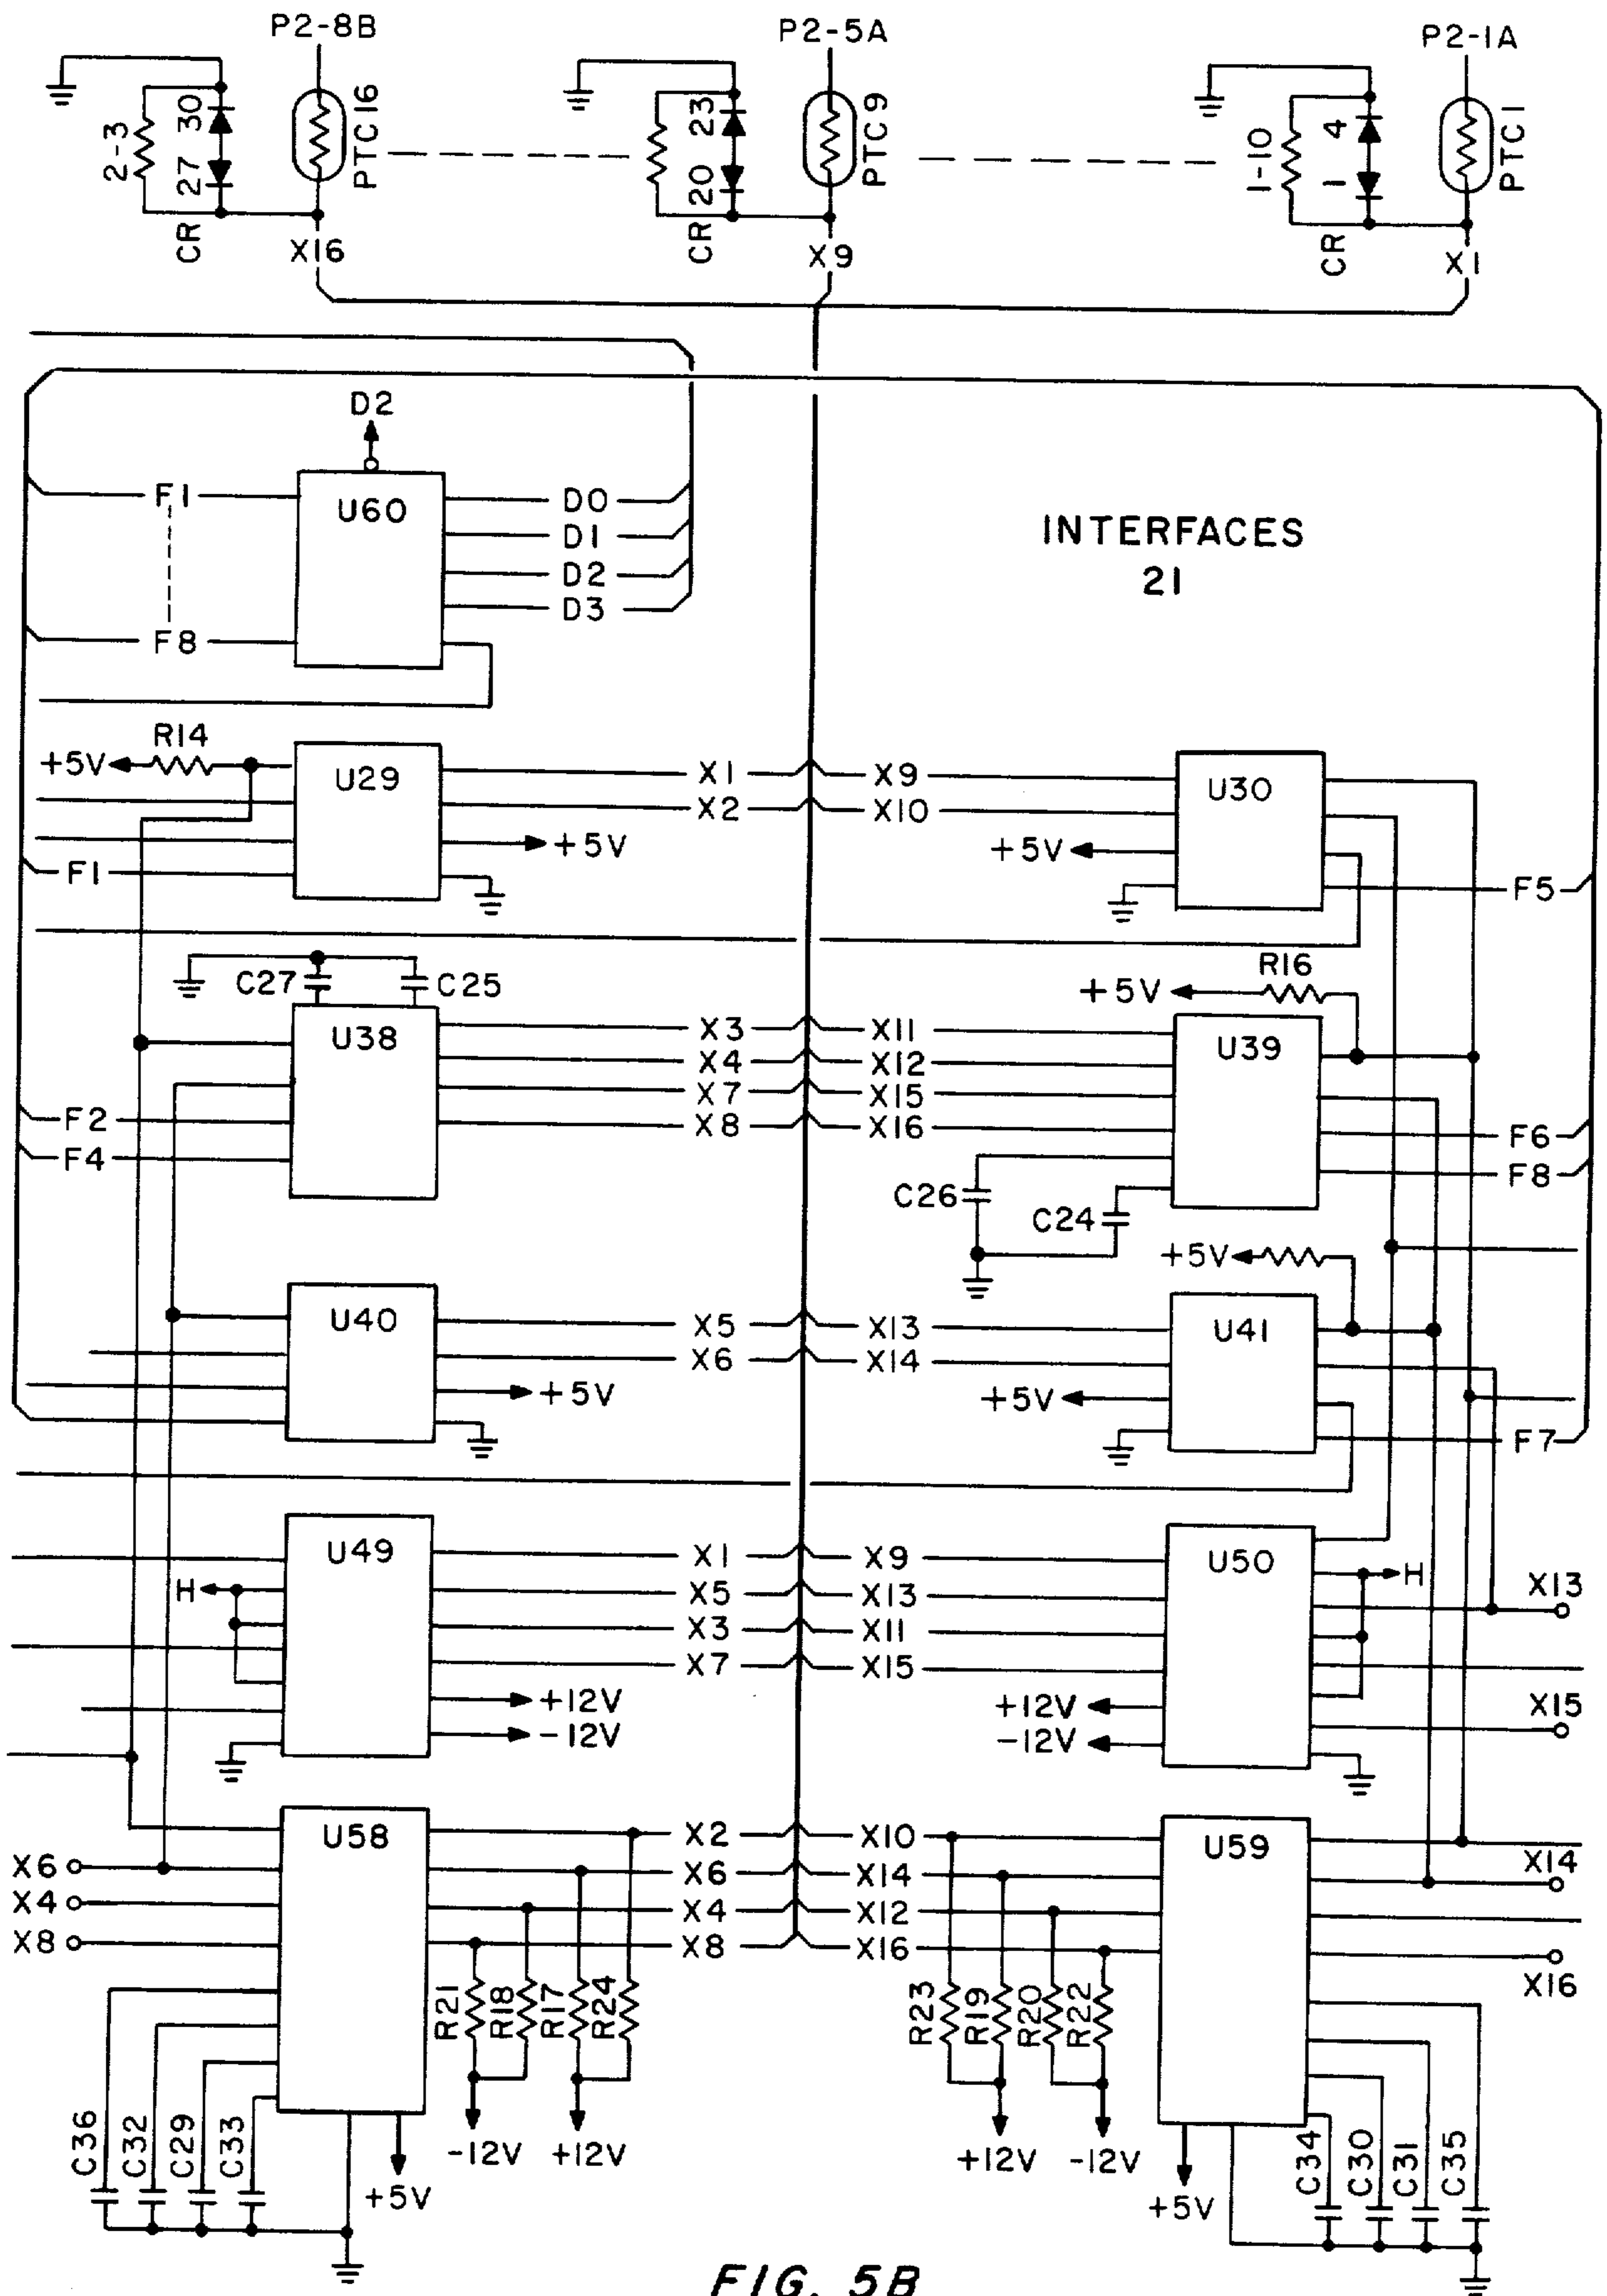 P2-8B P2-5A P2-1A
2-3 27 30 PTC16 20 23 PTC9 1-10 1 4 PTC1
CR X16 CR X9 CR X1
D2
F1 U60 D0
D1
D2
F8 D3
INTERFACES
21
+5V R14 U29 X1 X9 U30
X2 X10
+5V +5V
F1 F5
C27 C25 +5V R16
U38 X3 X11 U39
X4 X12
X7 X15
F2 X8 X16 F6
F4 F8
C26 C24
+5V
U40 X5 X13 U41
X6 X14
+5V +5V
F7
U49 X1 X9 U50
H X5 X13 H X13
X3 X11
X7 X15
+12V +12V X15
-12V -12V
U58 X2 X10 U59
X6 X6 X14 X14
X4 X4 X12
X8 X8 X16 X16
R21 R18 R17 R24 R23 R19 R20 R22
C36 C32 C29 C33 -12V +12V +12V -12V C34 C30 C31 C35
+5V +5V
FIG. 5B